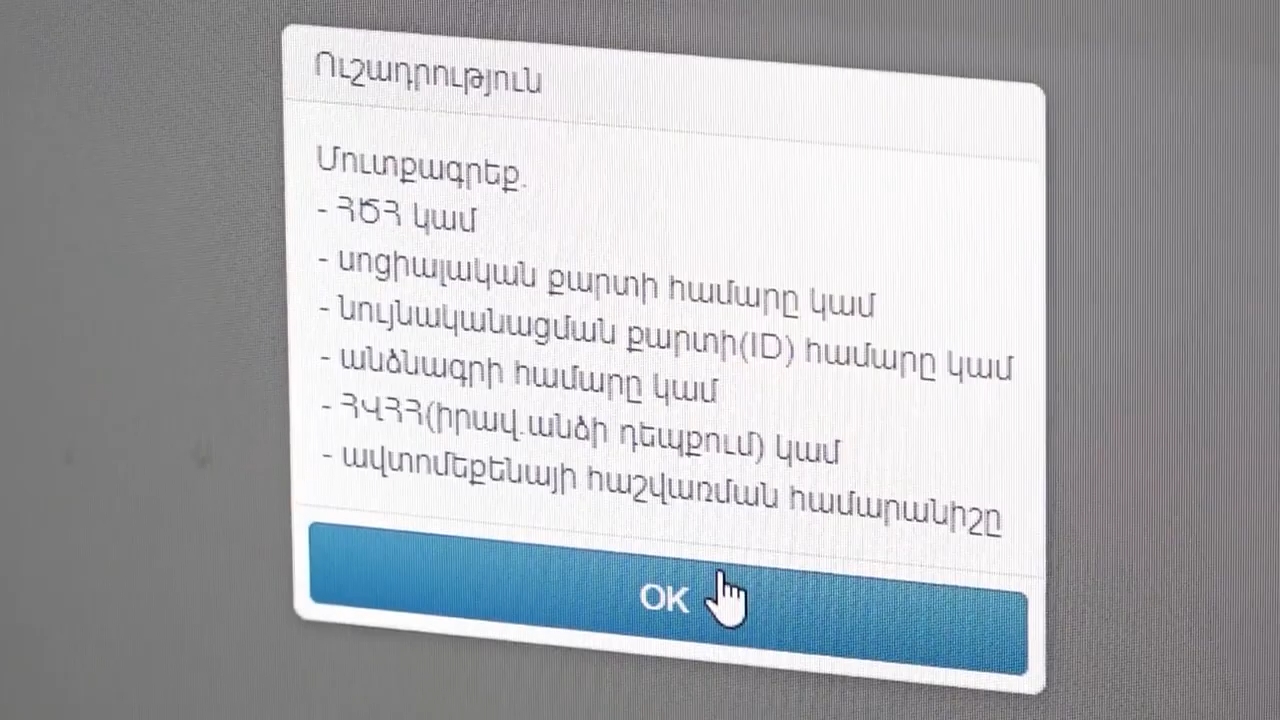 Ուշադրություն
Մուտքագրեք.
- ՀԾՀ կամ
- սոցիալական քարտի համարը կամ
- նույնականացման քարտի(ID) համարը կամ
- անձնագրի համարը կամ
- ՀՎՀՀ(իրավ.անձի դեպքում) կամ
- ավտոմեքենայի հաշվառման համարանիշը
OK